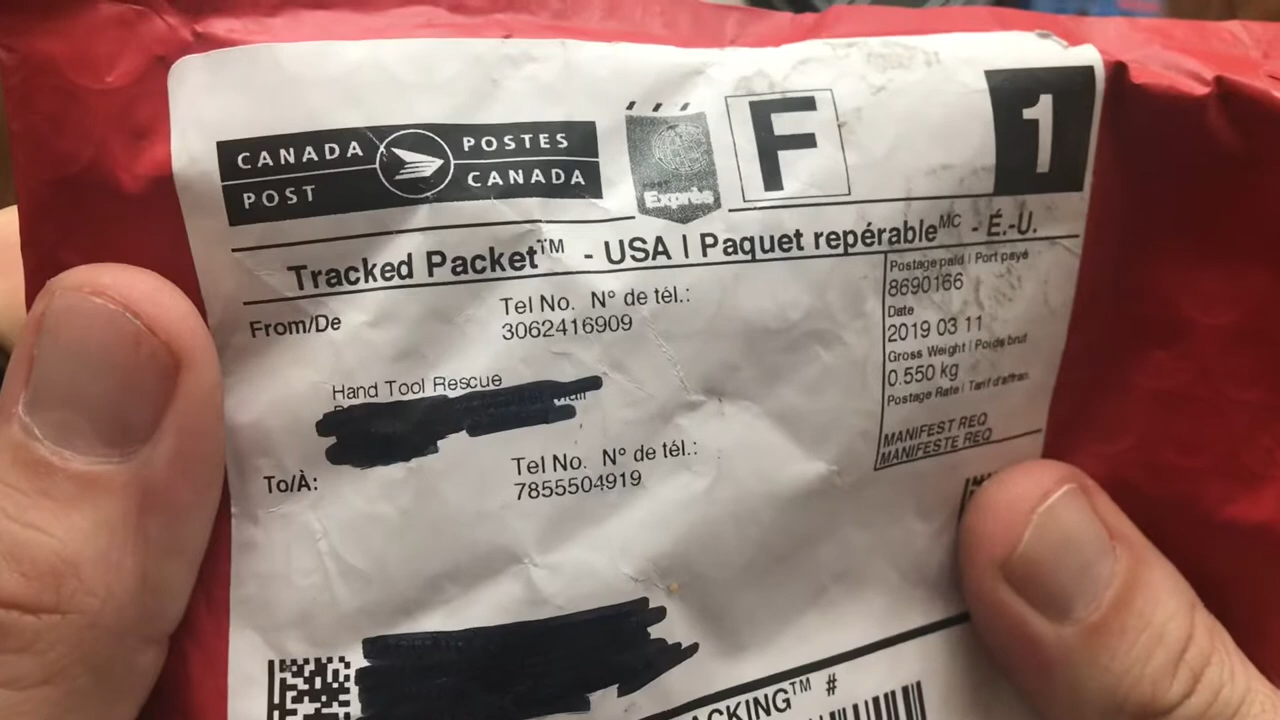 CANADA POSTES
POST CANADA
Exprès
F
1
Tracked Packet™ - USA | Paquet repérable MC - É.-U.
From/De
Tel No. N° de tél.:
3062416909
Hand Tool Rescue
To/À:
Tel No. N° de tél.:
7855504919
Postage paid | Port payé
8690166
Date
2019 03 11
Gross Weight | Poids brut
0.550 kg
Postage Rate | Tarif d'affran.
MANIFEST REQ
MANIFESTE REQ
™ #